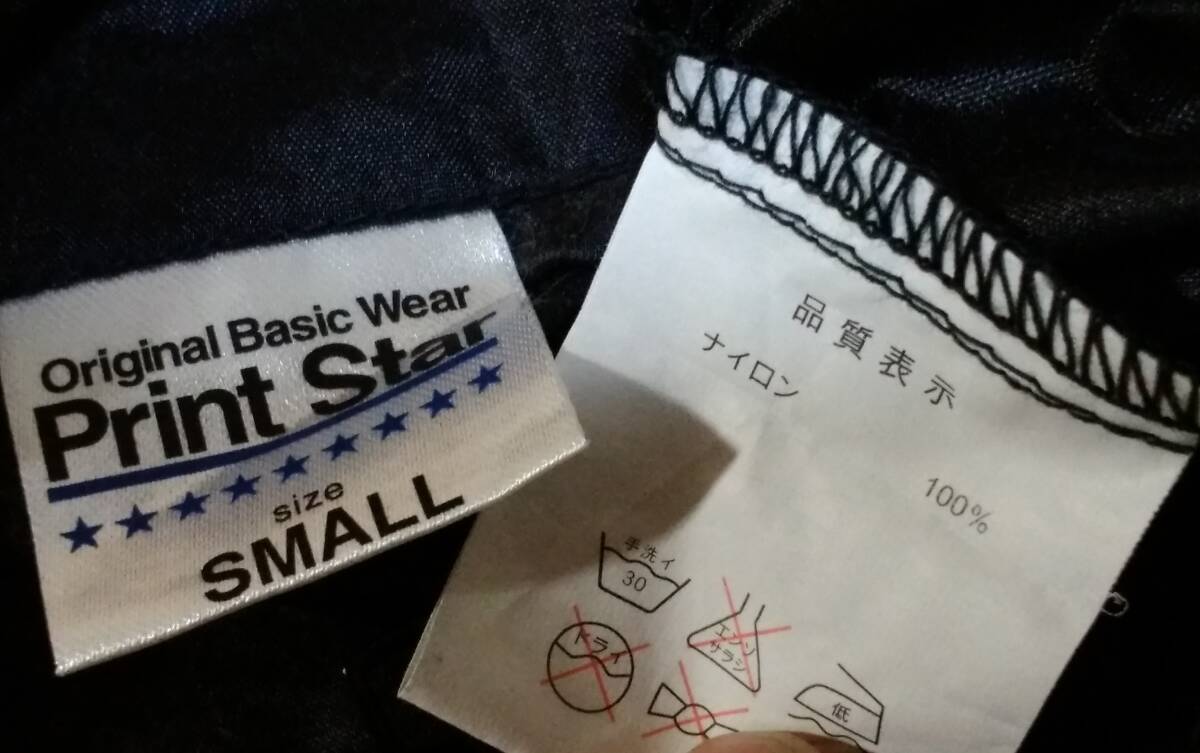 Original Basic Wear
Print Star
size
SMALL
品質表示
ナイロン
100%
手洗イ
30
エンソ
サラシ
ドライ
低